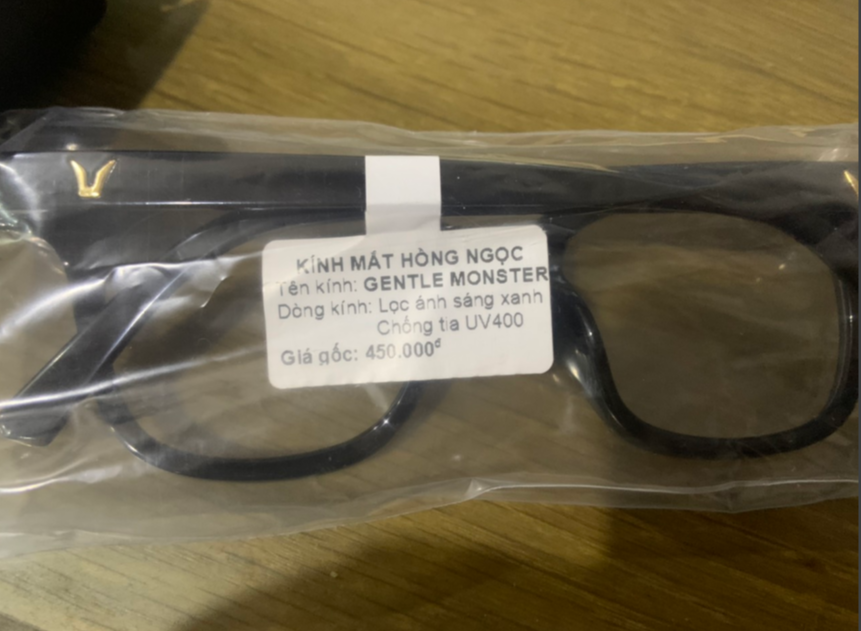 KÍNH MẮT HỒNG NGỌC
Tên kính: GENTLE MONSTER
Dòng kính: Lọc ánh sáng xanh
Chống tia UV400
Giá gốc: 450.000đ